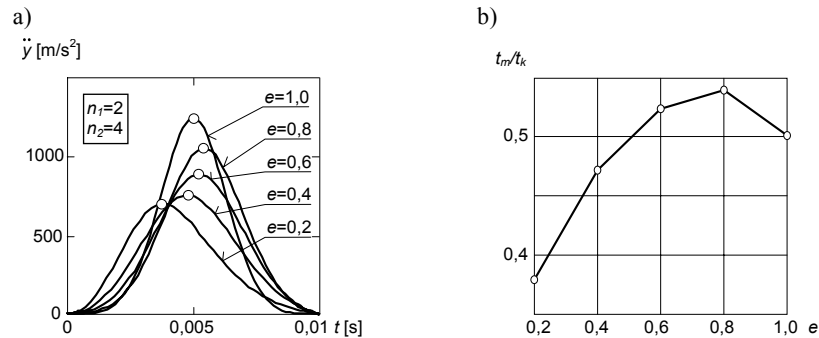 a)
ÿ [m/s²]
n₁=2
n₂=4
e=1,0
e=0,8
e=0,6
e=0,4
e=0,2
1000
500
0
0
0,005
0,01
t [s]
b)
tₘ/tₖ
0,5
0,4
0,2
0,4
0,6
0,8
1,0
e